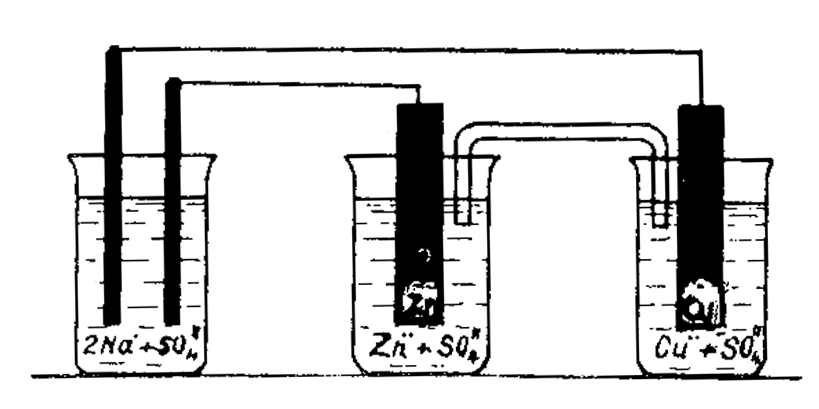 Zn
Cu
2Na˙ + SO₄″
Zn¨ + SO₄″
Cu¨ + SO₄″